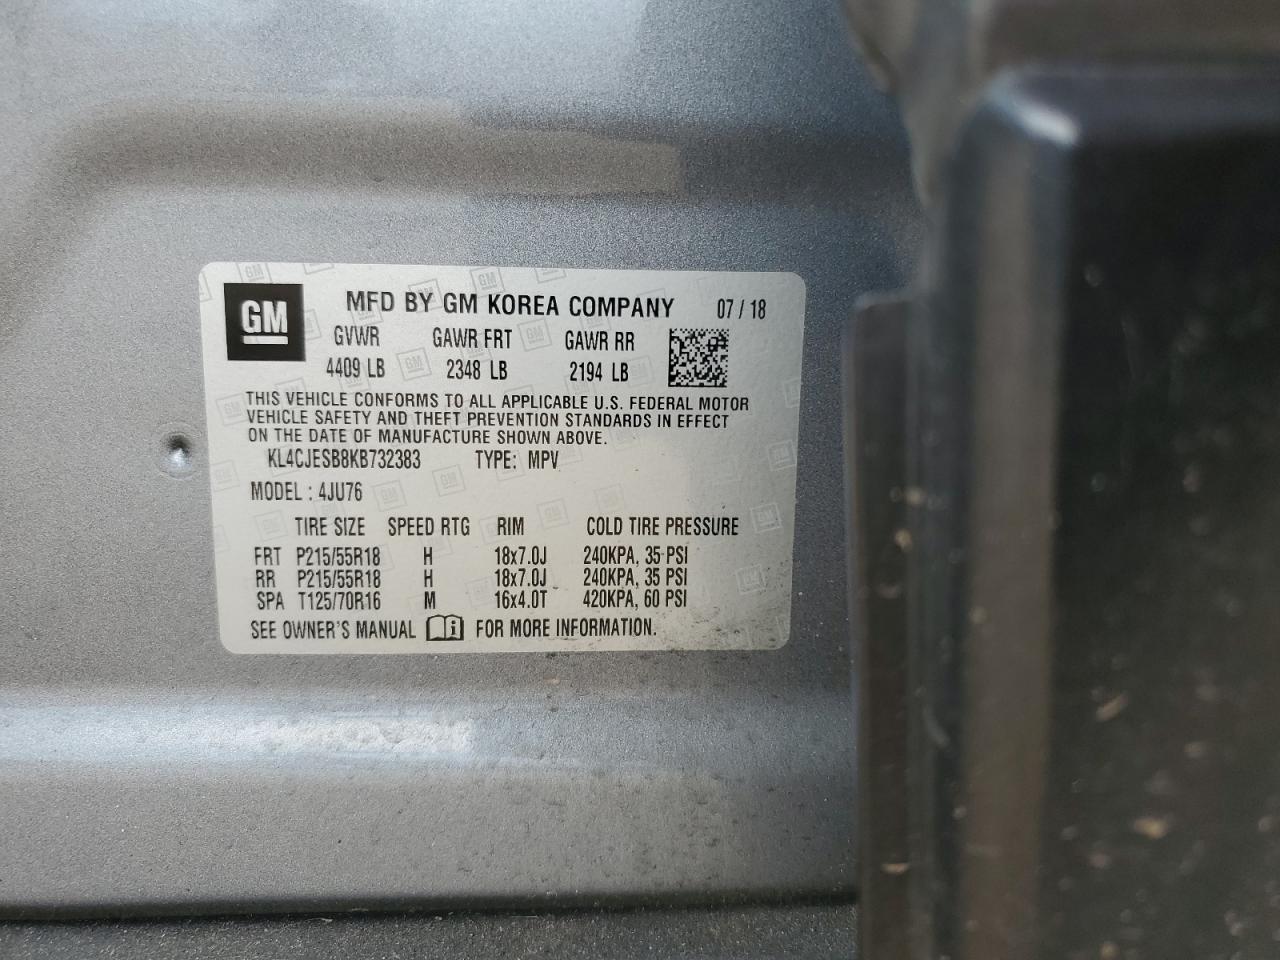 GM MFD BY GM KOREA COMPANY 07 / 18
GVWR GAWR FRT GAWR RR
4409 LB 2348 LB 2194 LB
THIS VEHICLE CONFORMS TO ALL APPLICABLE U.S. FEDERAL MOTOR
VEHICLE SAFETY AND THEFT PREVENTION STANDARDS IN EFFECT
ON THE DATE OF MANUFACTURE SHOWN ABOVE.
KL4CJESB8KB732383 TYPE: MPV
MODEL : 4JU76
TIRE SIZE SPEED RTG RIM COLD TIRE PRESSURE
FRT P215/55R18 H 18x7.0J 240KPA, 35 PSI
RR P215/55R18 H 18x7.0J 240KPA, 35 PSI
SPA T125/70R16 M 16x4.0T 420KPA, 60 PSI
SEE OWNER'S MANUAL i FOR MORE INFORMATION.